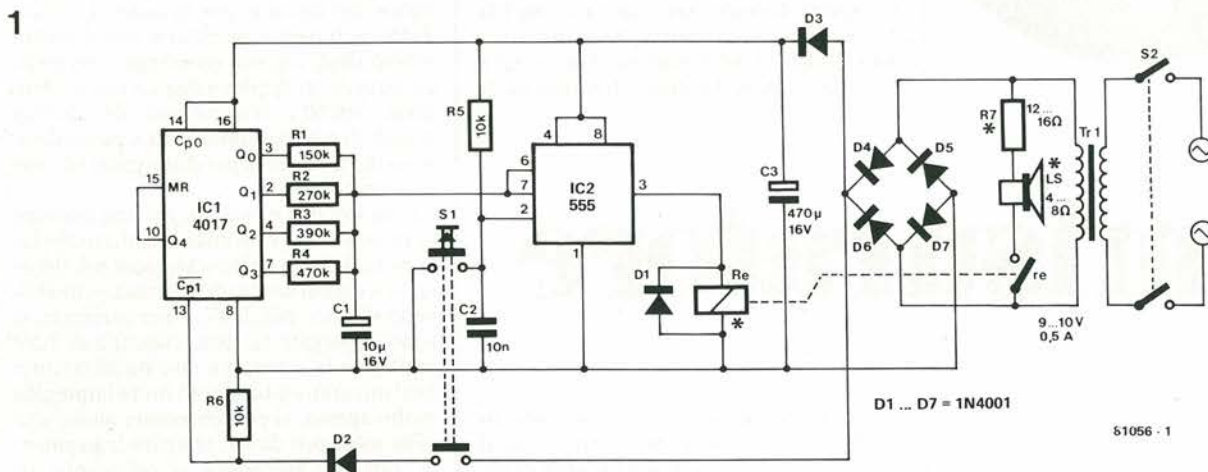 1
D3
S2
14
16
Cp0
15
MR
IC1
4017
10
Q4
Q0
3
Q1
2
Q2
4
Q3
7
Cp1
13
8
R1
150k
R2
270k
R3
390k
R4
470k
R5
10k
S1
C1
10µ
16V
C2
10n
R6
10k
D2
4
8
6
7
2
IC2
555
3
1
D1
Re
*
C3
470µ
16V
D4
D5
D6
D7
R7
*
12...
16Ω
*
LS
4...
8Ω
Tr1
re
9...10V
0,5 A
D1 ... D7 = 1N4001
81056 - 1